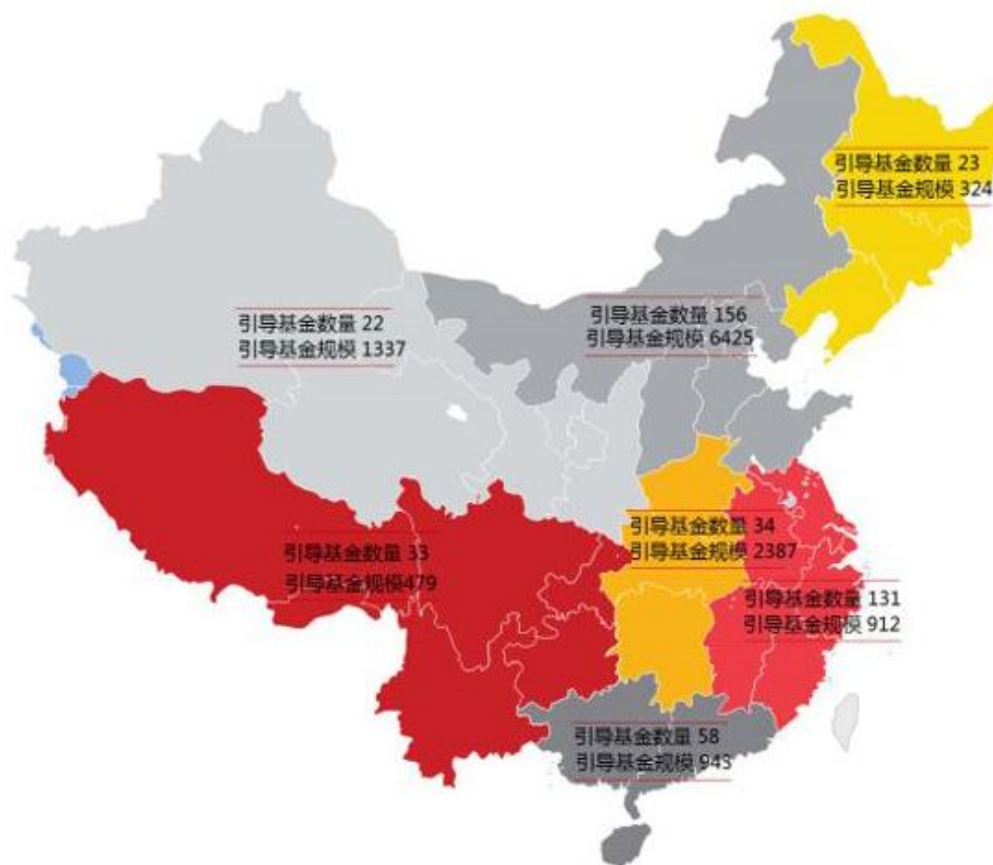 引导基金数量 23
引导基金规模 324
引导基金数量 22
引导基金规模 1337
引导基金数量 156
引导基金规模 6425
引导基金数量 34
引导基金规模 2387
引导基金数量 33
引导基金规模479
引导基金数量 131
引导基金规模 912
引导基金数量 58
引导基金规模 943